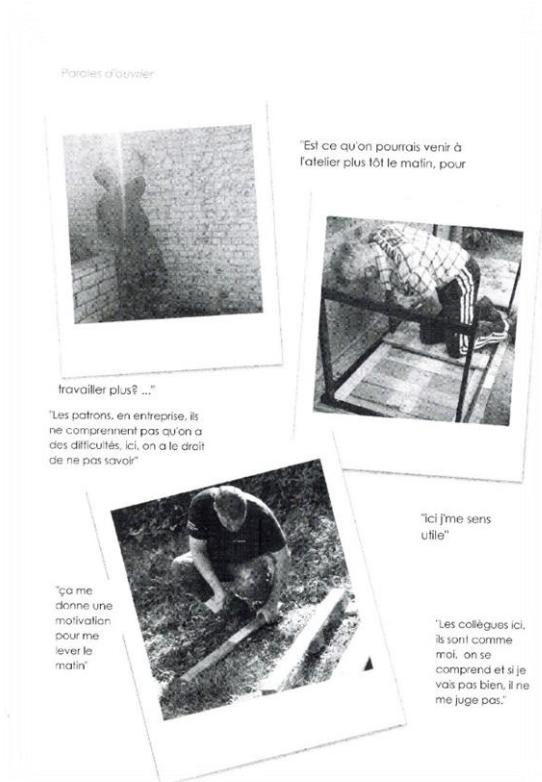 Paroles d'ouvrier
"Est ce qu'on pourrais venir à
l'atelier plus tôt le matin, pour
travailler plus? ..."
"Les patrons, en entreprise, ils
ne comprennent pas qu'on a
des difficultés, ici, on a le droit
de ne pas savoir"
"ici j'me sens
utile"
"ça me
donne une
motivation
pour me
lever le
matin"
"Les collègues ici,
ils sont comme
moi, on se
comprend et si je
vais pas bien, il ne
me juge pas."